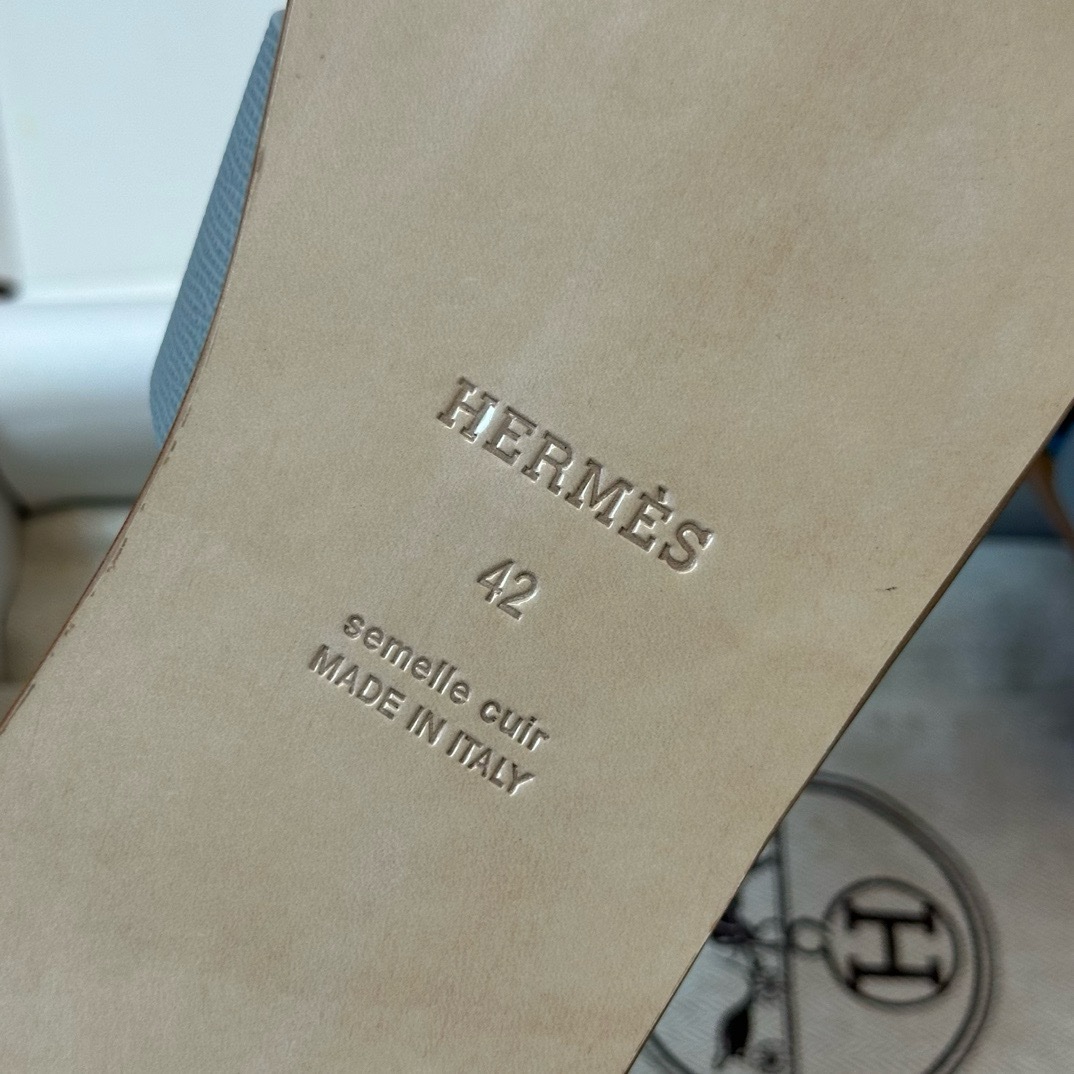 HERMÈS
42
semelle cuir
MADE IN ITALY
H